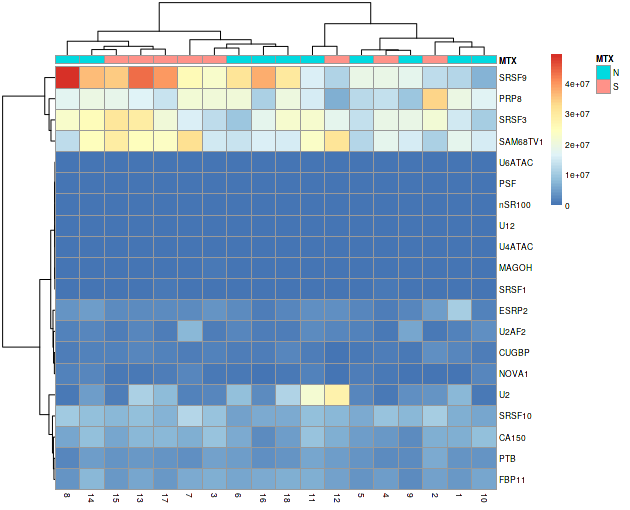 MTX
SRSF9
PRP8
SRSF3
SAM68TV1
U6ATAC
PSF
nSR100
U12
U4ATAC
MAGOH
SRSF1
ESRP2
U2AF2
CUGBP
NOVA1
U2
SRSF10
CA150
PTB
FBP11
8 14 15 13 17 7 3 6 16 18 11 12 5 4 9 2 1 10
4e+07
3e+07
2e+07
1e+07
0
MTX
N
S